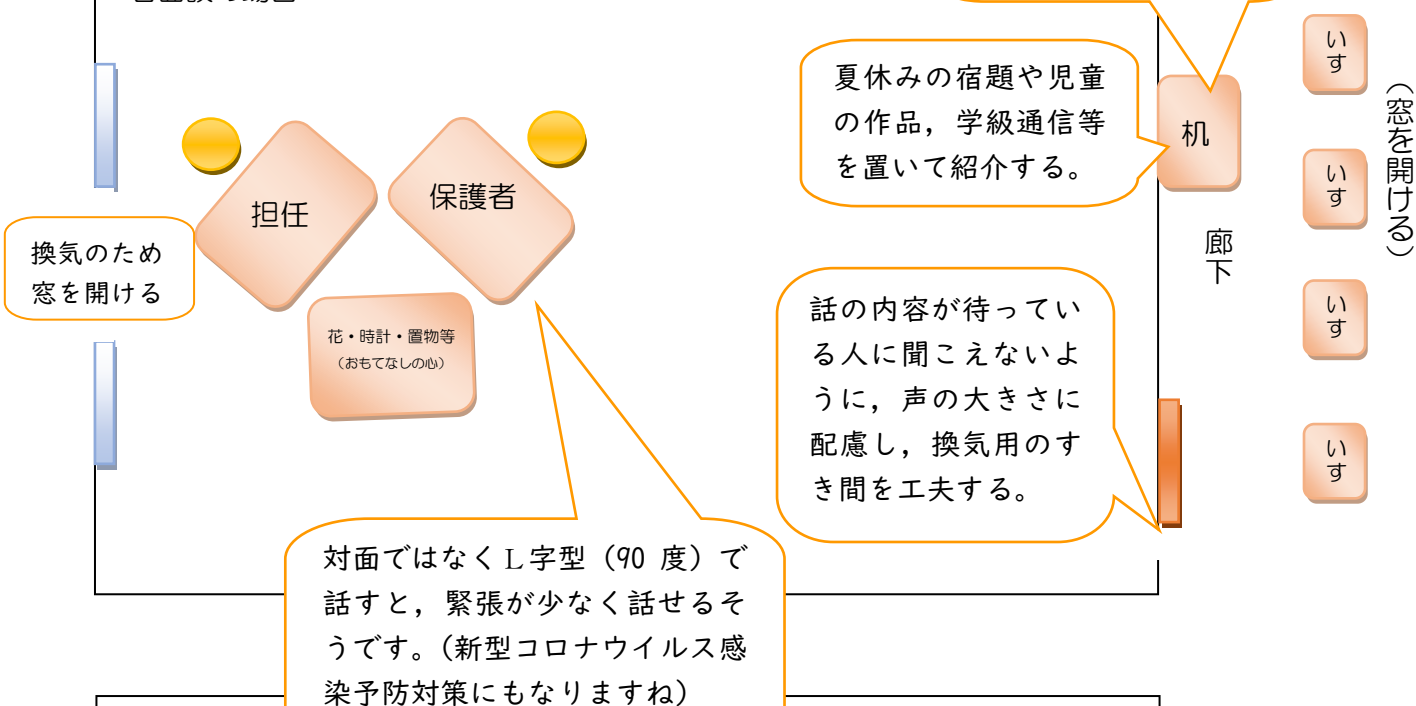 夏休みの宿題や児童
の作品，学級通信等
を置いて紹介する。
机
いす
いす
いす
いす
（窓を開ける）
廊下
担任
保護者
換気のため
窓を開ける
花・時計・置物等
（おもてなしの心）
話の内容が待ってい
る人に聞こえないよ
うに，声の大きさに
配慮し，換気用のす
き間を工夫する。
対面ではなくＬ字型（90 度）で
話すと，緊張が少なく話せるそ
うです。（新型コロナウイルス感
染予防対策にもなりますね）